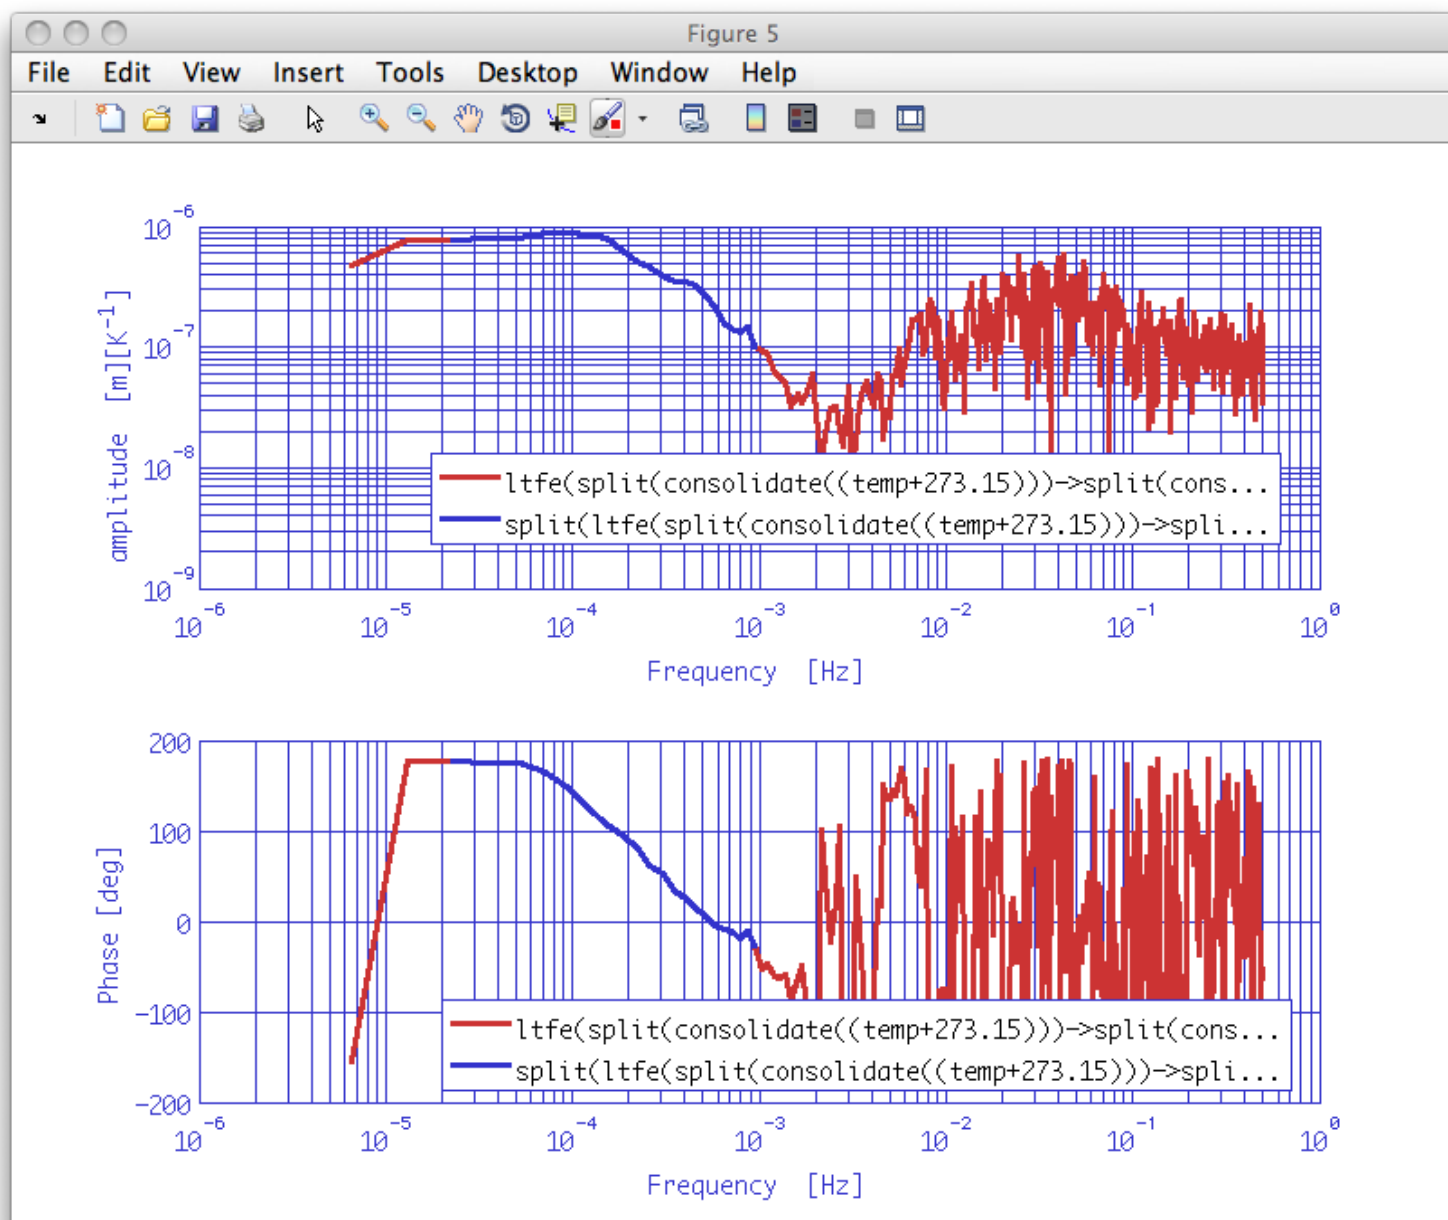 Figure 5
File Edit View Insert Tools Desktop Window Help
10^-6
10^-7
10^-8
10^-9
amplitude [m][K^-1]
ltfe(split(consolidate((temp+273.15)))->split(cons...
split(ltfe(split(consolidate((temp+273.15)))->spli...
10^-6 10^-5 10^-4 10^-3 10^-2 10^-1 10^0
Frequency [Hz]
200
100
0
-100
-200
Phase [deg]
ltfe(split(consolidate((temp+273.15)))->split(cons...
split(ltfe(split(consolidate((temp+273.15)))->spli...
10^-6 10^-5 10^-4 10^-3 10^-2 10^-1 10^0
Frequency [Hz]